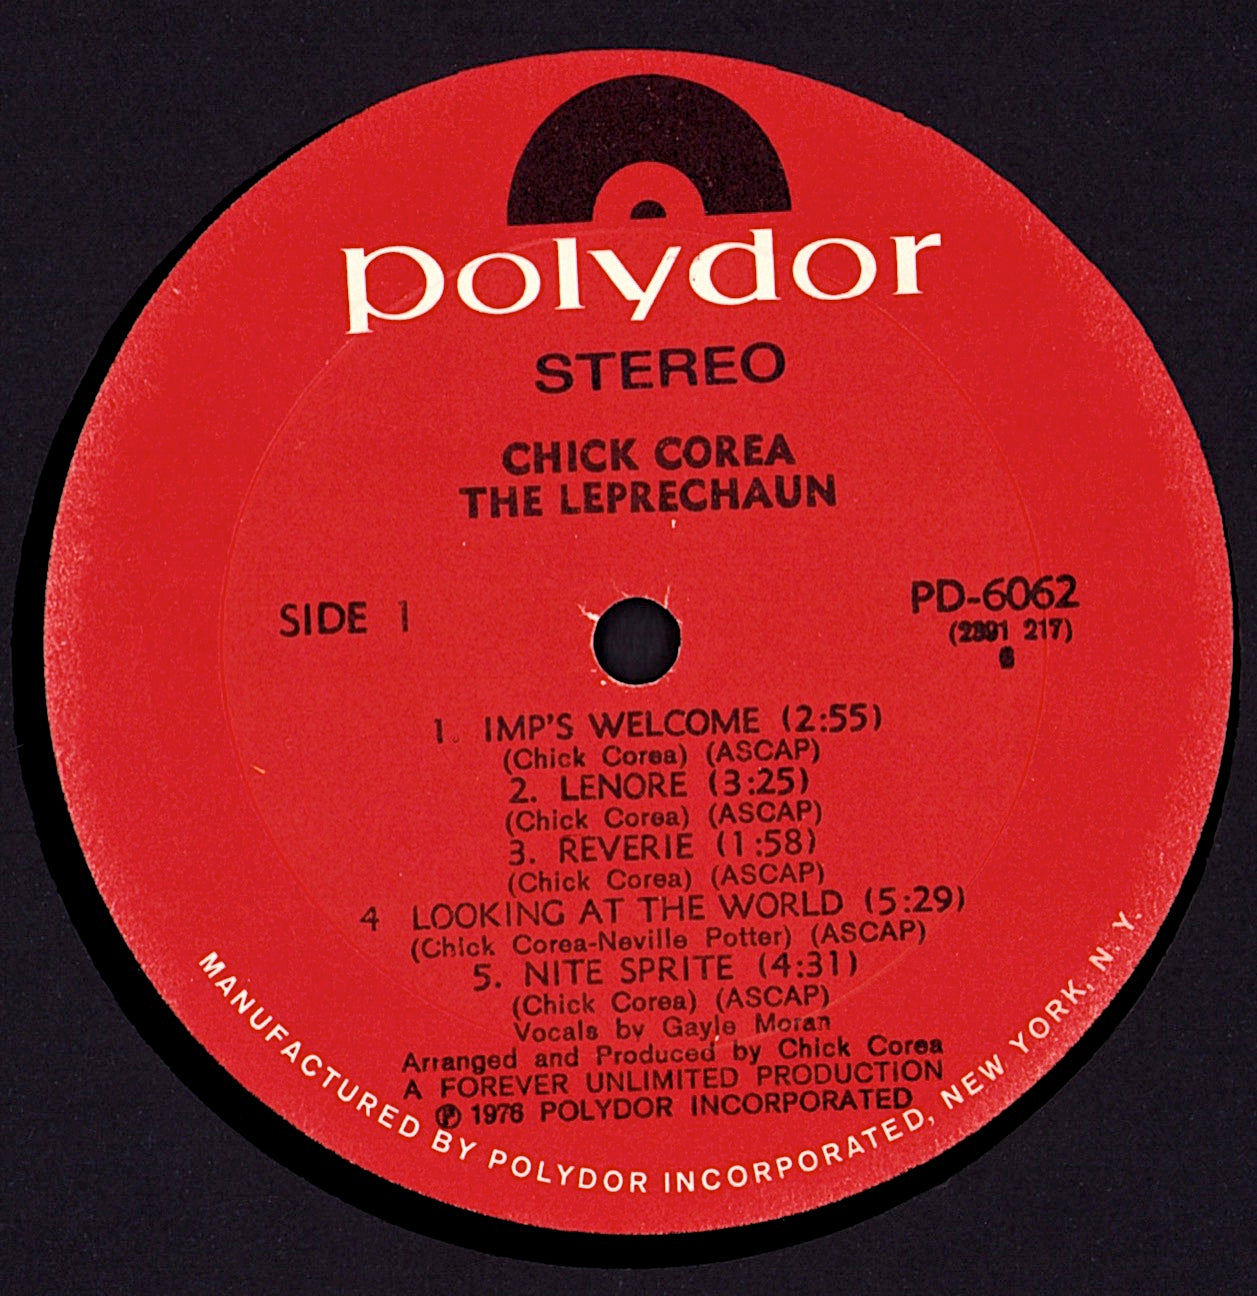 polydor
STEREO
CHICK COREA
THE LEPRECHAUN
SIDE 1
PD-6062
(2391 217)
1. IMP'S WELCOME (2:55)
(Chick Corea) (ASCAP)
2. LENORE (3:25)
(Chick Corea) (ASCAP)
3. REVERIE (1:58)
(Chick Corea) (ASCAP)
4 LOOKING AT THE WORLD (5:29)
(Chick Corea-Neville Potter) (ASCAP)
5. NITE SPRITE (4:31)
(Chick Corea) (ASCAP)
Vocals by Gayle Moran
Arranged and Produced by Chick Corea
A FOREVER UNLIMITED PRODUCTION
℗ 1976 POLYDOR INCORPORATED
MANUFACTURED BY POLYDOR INCORPORATED, NEW YORK, N. Y.